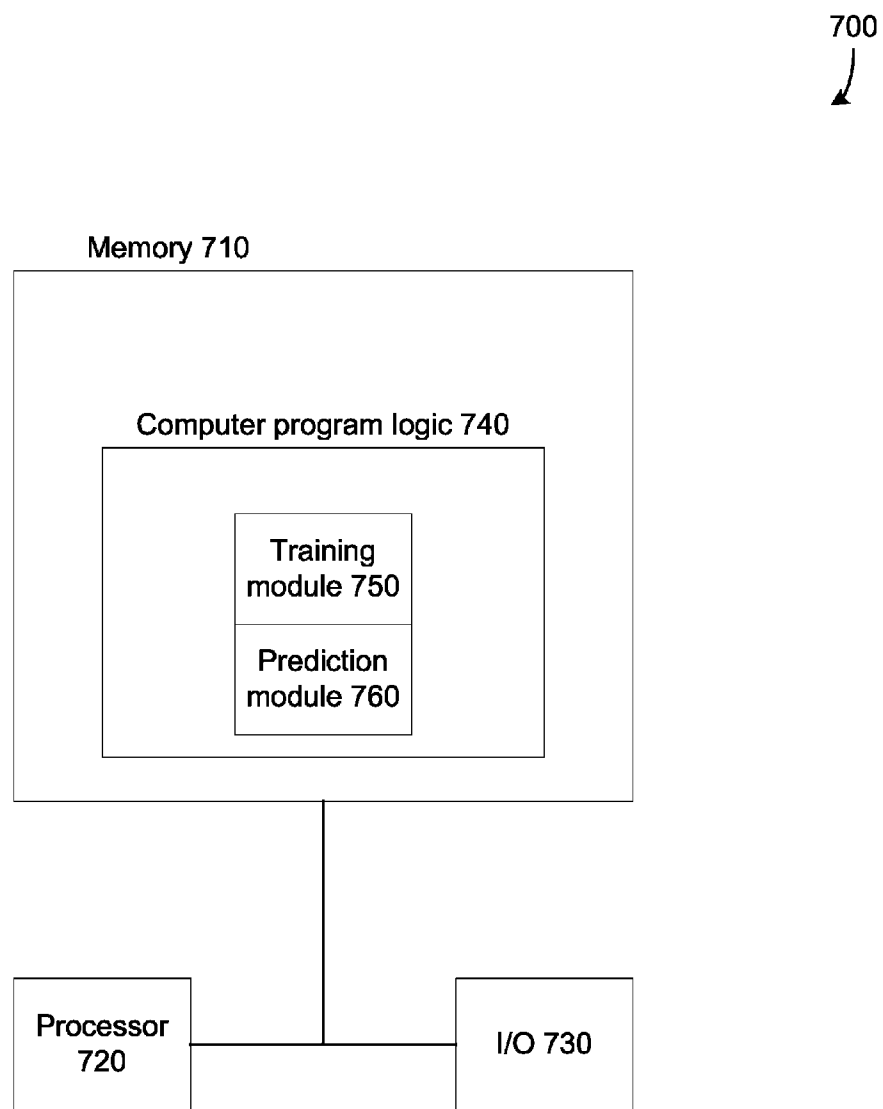 700
Memory 710
Computer program logic 740
Training
module 750
Prediction
module 760
Processor
720
I/O 730